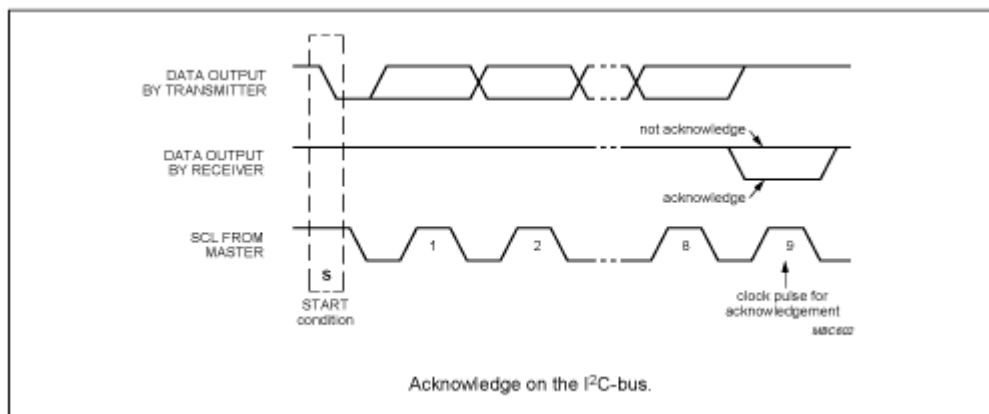 DATA OUTPUT
BY TRANSMITTER
not acknowledge
DATA OUTPUT
BY RECEIVER
acknowledge
SCL FROM
MASTER
1
2
8
9
S
START
condition
clock pulse for
acknowledgement
MBC602
Acknowledge on the I²C-bus.